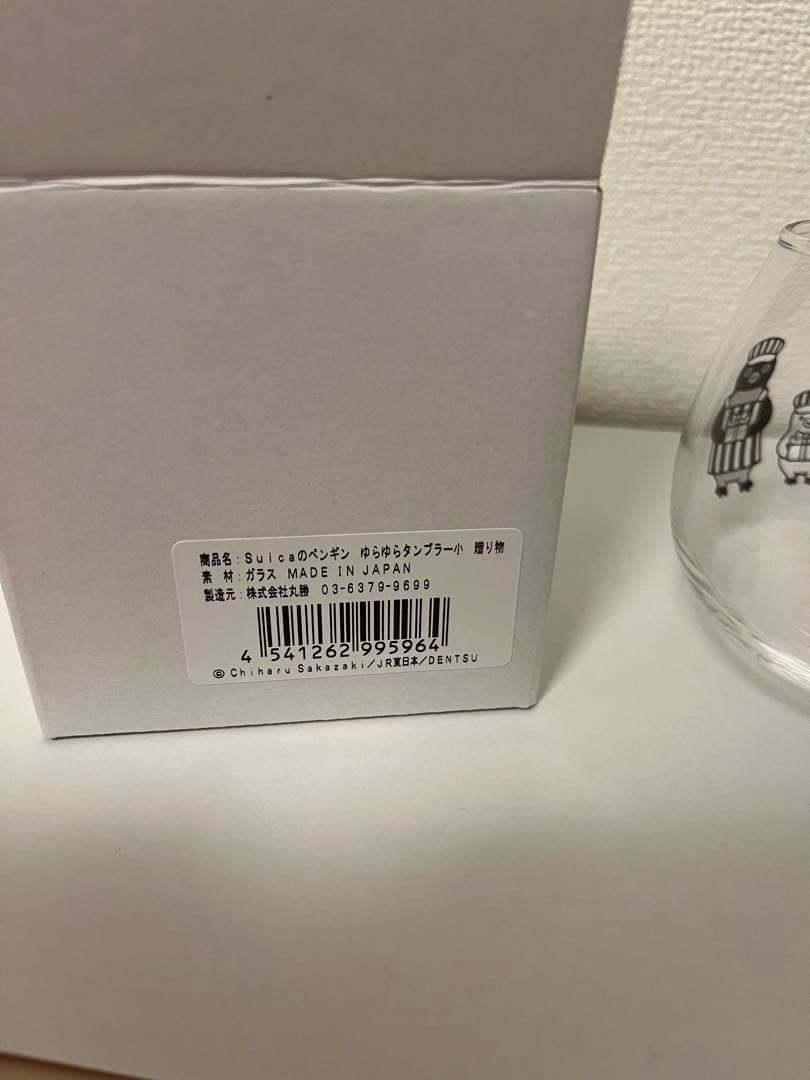 商品名：Suicaのペンギン ゆらゆらタンブラー小 贈り物
素 材：ガラス MADE IN JAPAN
製造元：株式会社丸勝 03-6379-9699
4 541262 995964
©Chiharu Sakazaki／JR東日本／DENTSU